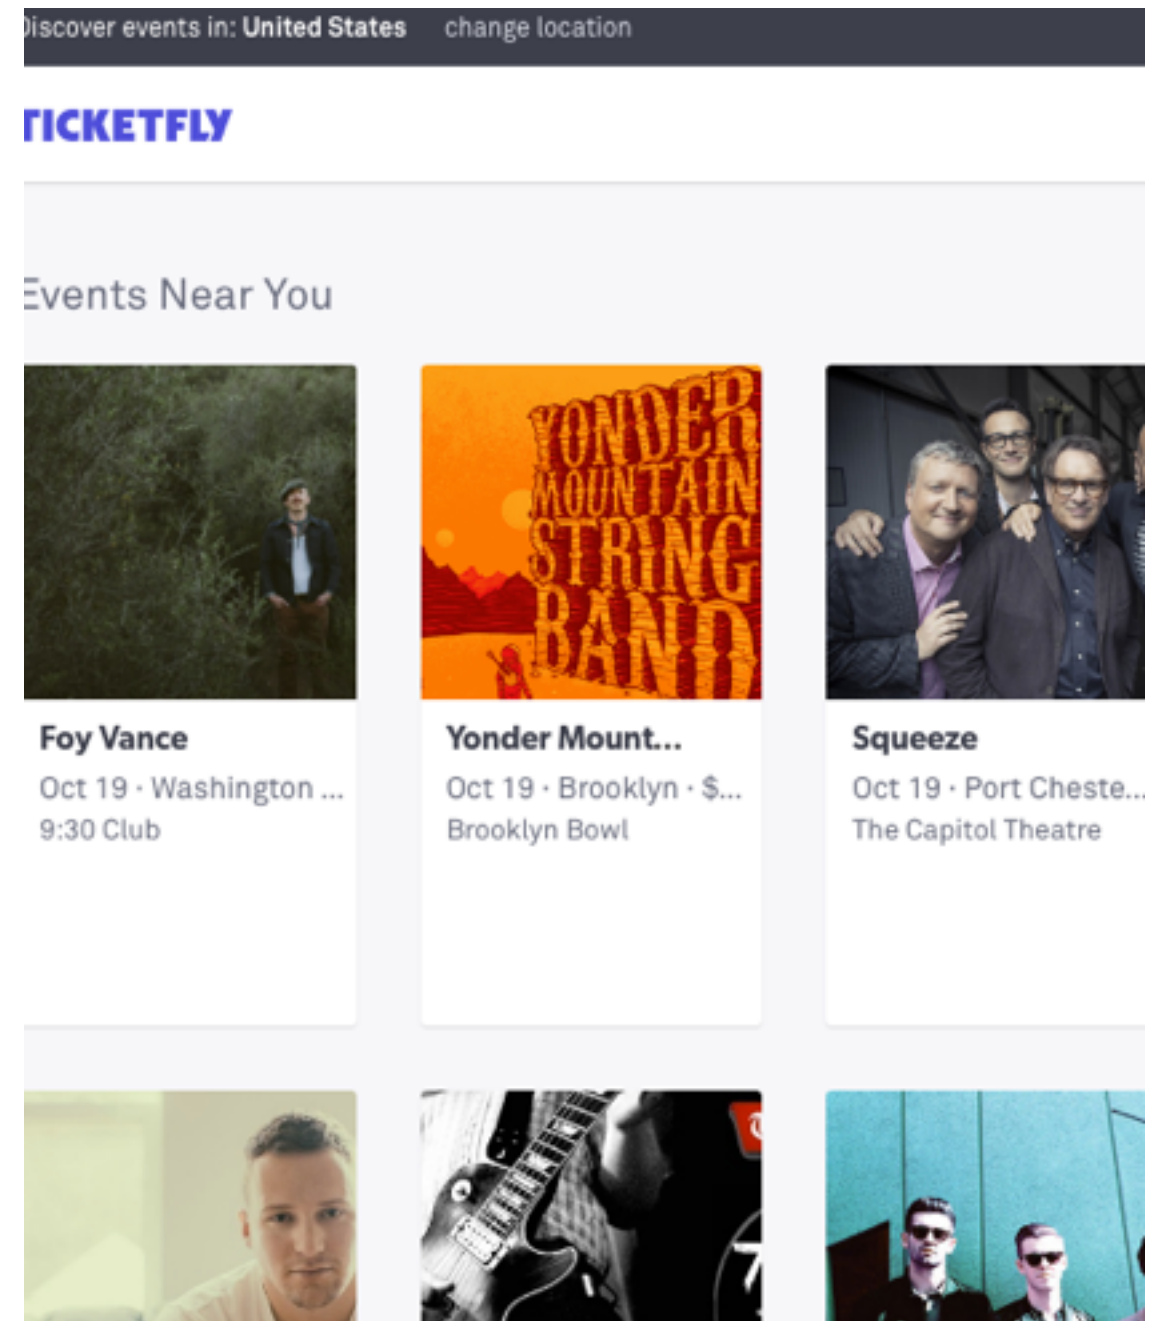 Discover events in: United States change location
TICKETFLY
Events Near You
YONDER
MOUNTAIN
STRING
BAND
Foy Vance
Oct 19 · Washington ...
9:30 Club
Yonder Mount...
Oct 19 · Brooklyn · $...
Brooklyn Bowl
Squeeze
Oct 19 · Port Cheste...
The Capitol Theatre